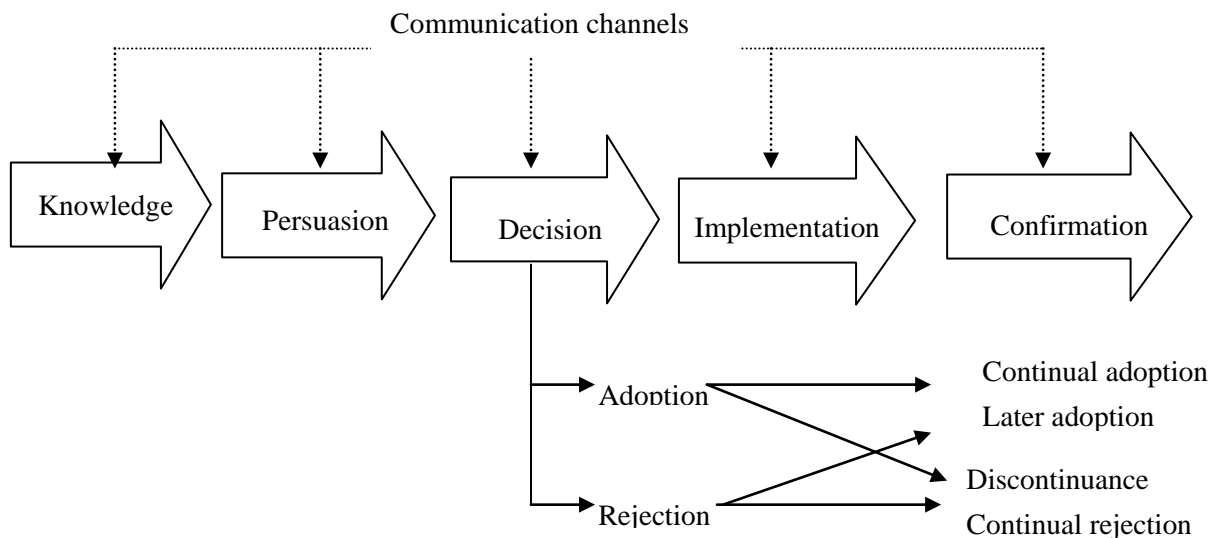 Communication channels
Knowledge
Persuasion
Decision
Implementation
Confirmation
Adoption
Continual adoption
Later adoption
Discontinuance
Rejection
Continual rejection